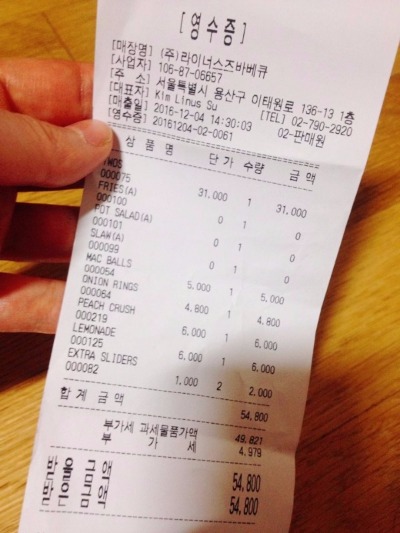 [영수증]
[매장명] (주)라이너스즈바베큐
[사업자] 106-87-06657
[주 소] 서울특별시 용산구 이태원로 136-13 1층
[대표자] Kim Linus Su [TEL] 02-790-2920
[매출일] 2016-12-04 14:30:03 02-판매원
[영수증] 20161204-02-0061
상 품 명 단 가 수량 금 액
000075 31,000 1 31,000
FRIES(A)
000100 0 1 0
POT SALAD(A)
000101 0 1 0
SLAW(A)
000099 0 1 0
MAC BALLS
000054 5,000 1 5,000
ONION RINGS
000064 4,800 1 4,800
PEACH CRUSH
000219 6,000 1 6,000
LEMONADE
000125 6,000 1 6,000
EXTRA SLIDERS
000082 1,000 2 2,000
합 계 금 액 54,800
부가세 과세물품가액 49,821
부 가 세 4,979
받 을 금 액 54,800
받 은 금 액 54,800